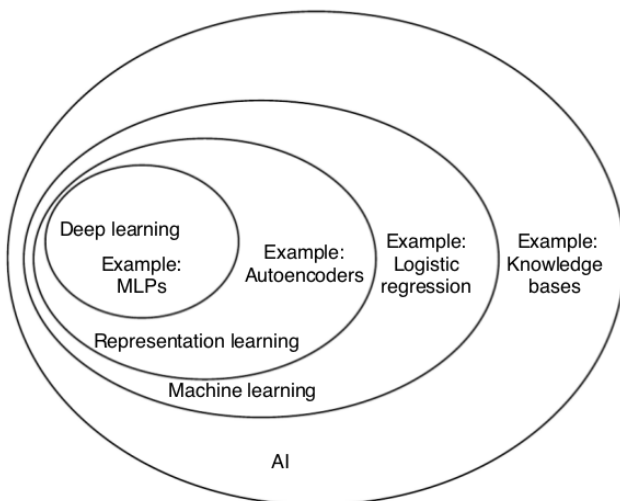 Deep learning
Example:
MLPs
Example:
Autoencoders
Example:
Logistic
regression
Example:
Knowledge
bases
Representation learning
Machine learning
AI